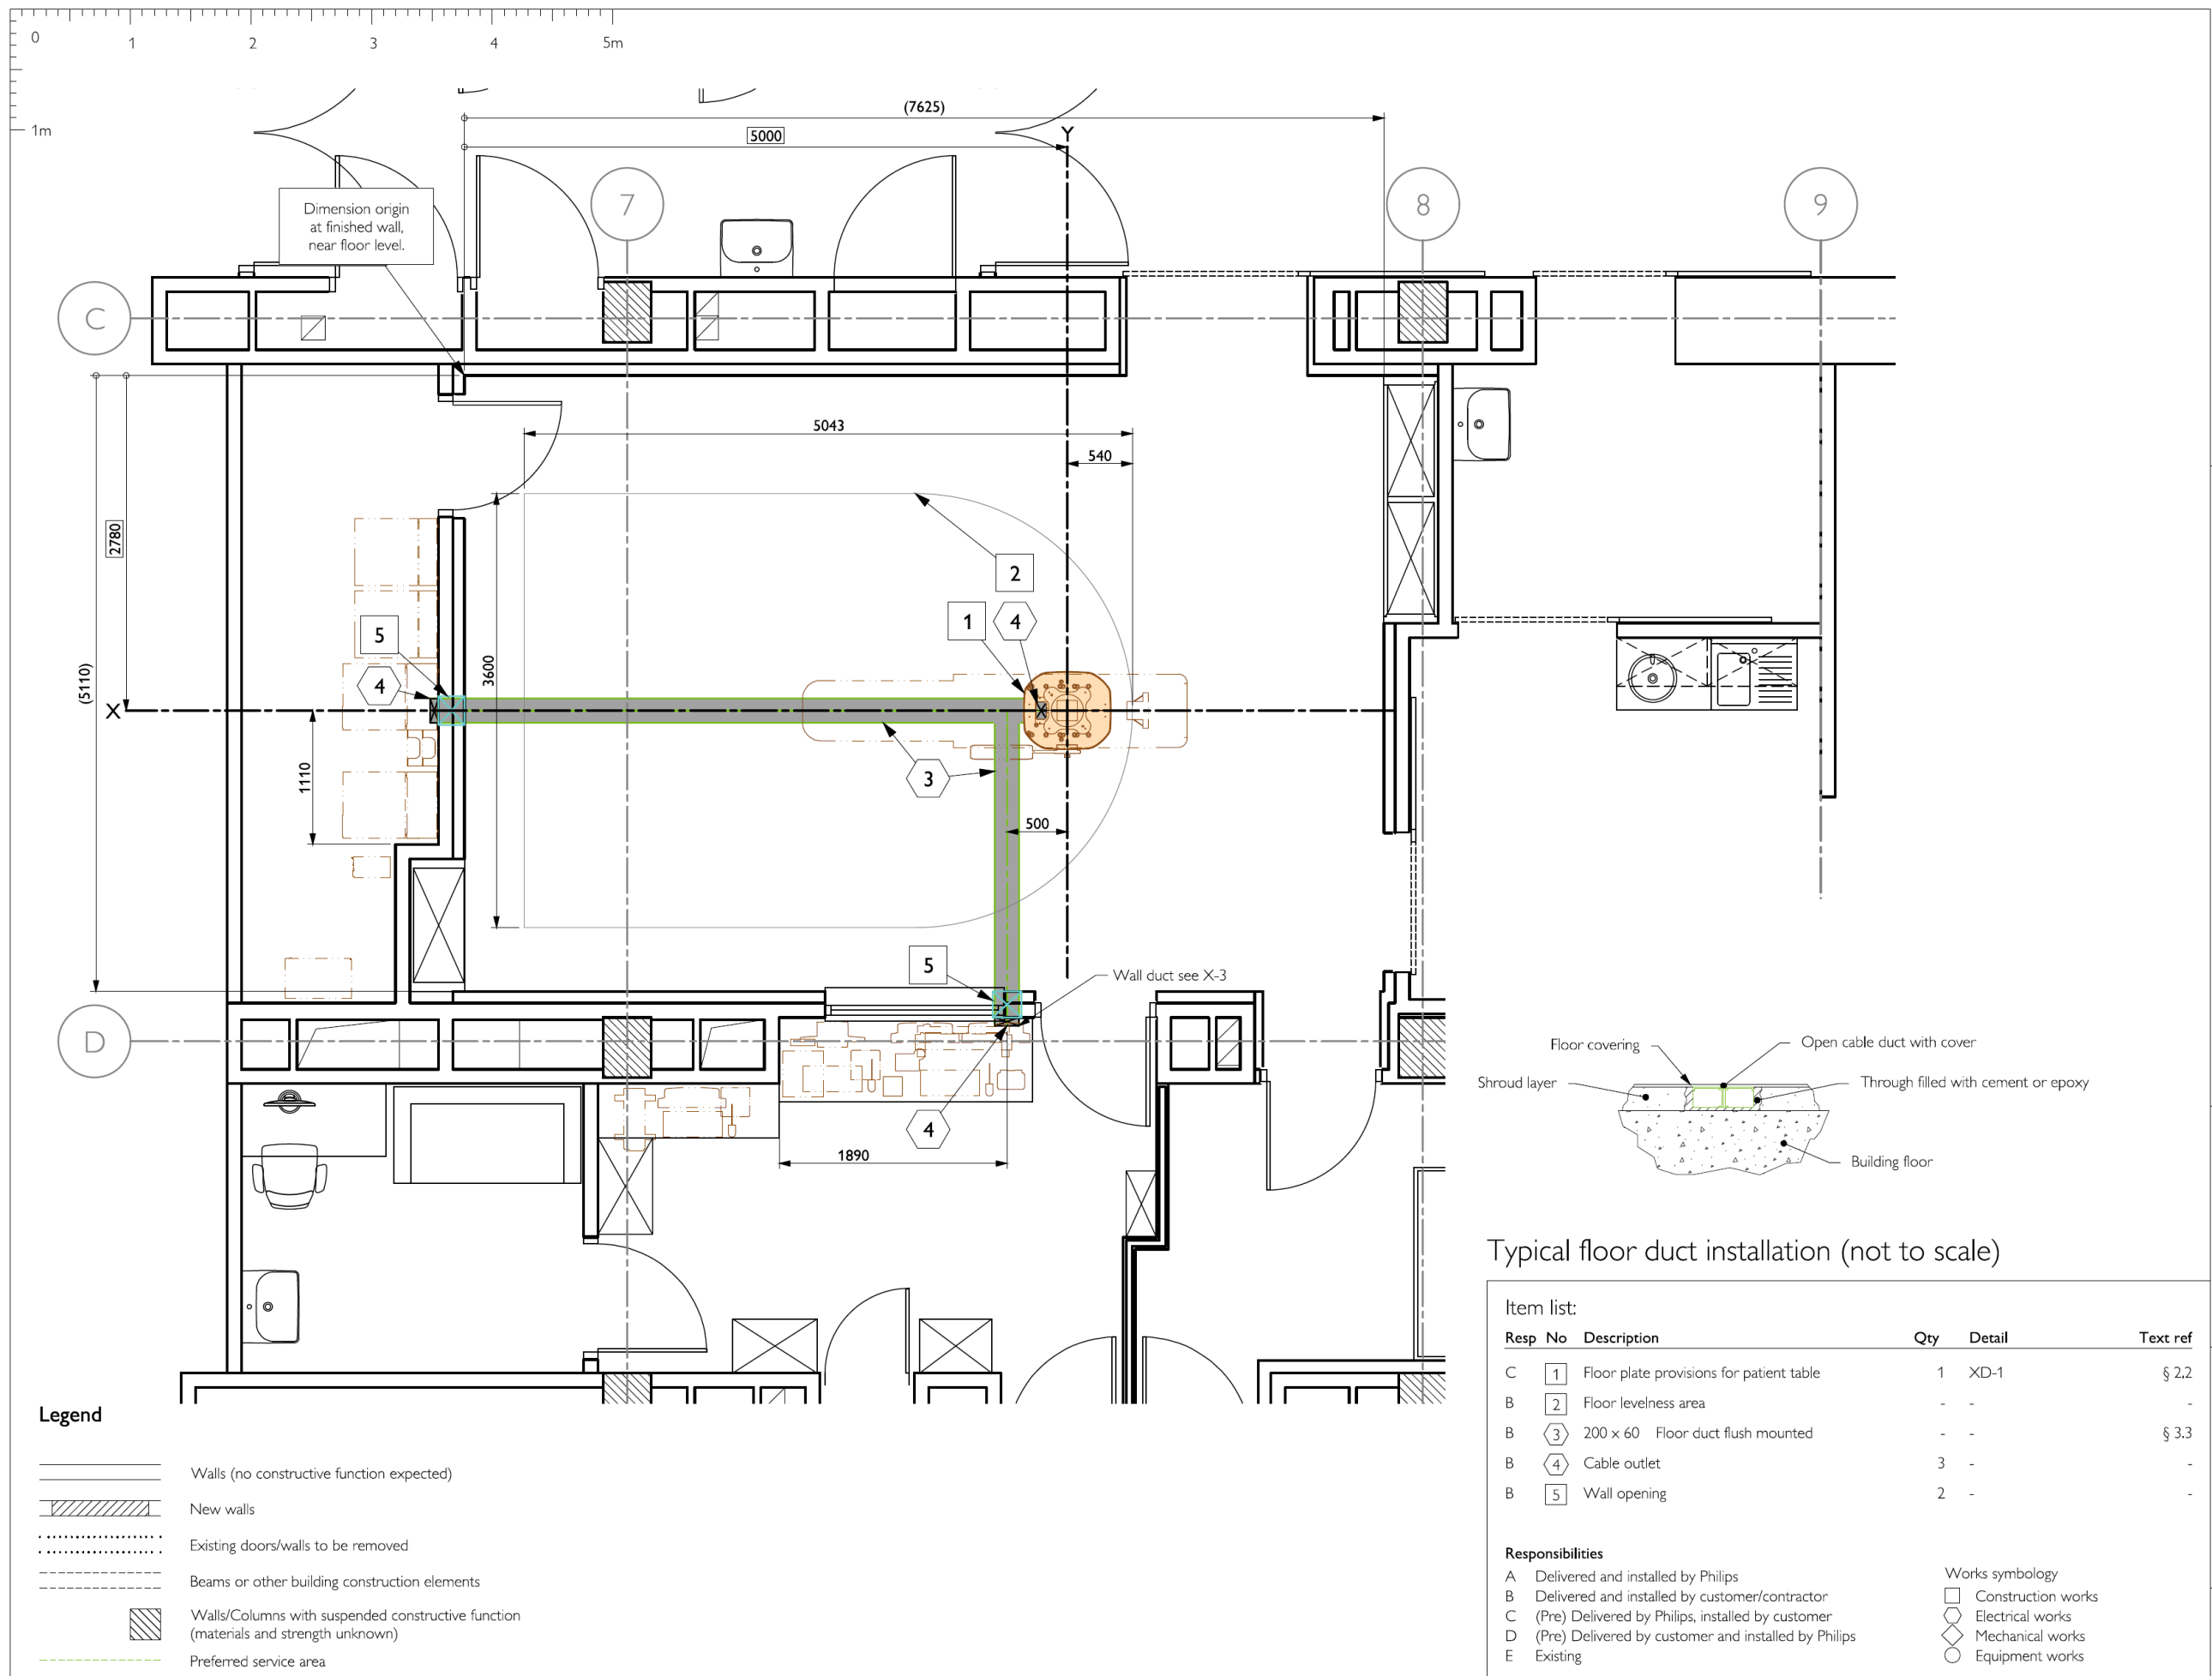 0
1
2
3
4
5m
1m
(7625)
5000
Y
7
8
9
Dimension origin
at finished wall,
near floor level.
C
5043
540
2780
(5110)
3600
2
1
4
5
4
X
1110
3
500
5
Wall duct see X-3
D
4
1890
Floor covering
Open cable duct with cover
Shroud layer
Through filled with cement or epoxy
Building floor
Typical floor duct installation (not to scale)
Item list:
Resp No Description Qty Detail Text ref
C 1 Floor plate provisions for patient table 1 XD-1 § 2.2
B 2 Floor levelness area - - -
B 3 200 x 60 Floor duct flush mounted - - § 3.3
B 4 Cable outlet 3 - -
B 5 Wall opening 2 - -
Responsibilities
A Delivered and installed by Philips
B Delivered and installed by customer/contractor
C (Pre) Delivered by Philips, installed by customer
D (Pre) Delivered by customer and installed by Philips
E Existing
Works symbology
Construction works
Electrical works
Mechanical works
Equipment works
Legend
Walls (no constructive function expected)
New walls
Existing doors/walls to be removed
Beams or other building construction elements
Walls/Columns with suspended constructive function
(materials and strength unknown)
Preferred service area